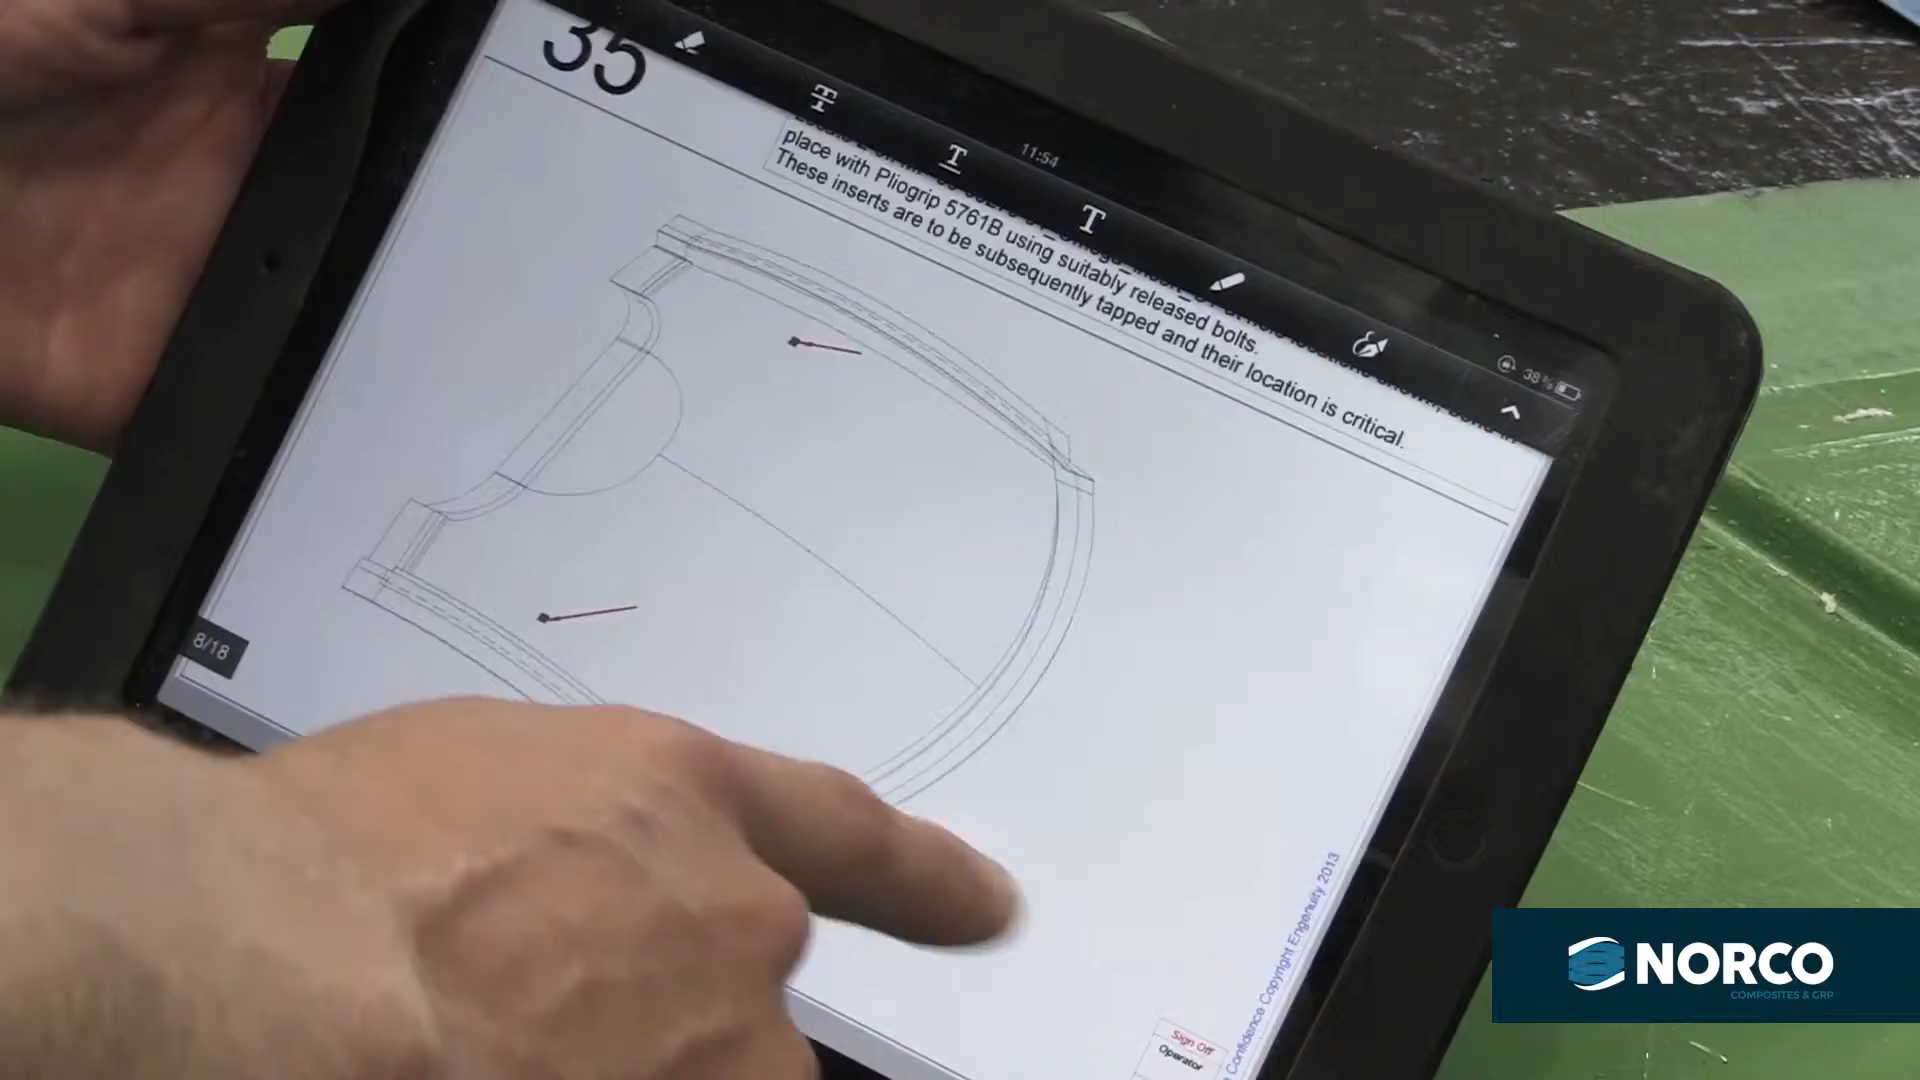 35
11:54
38%
place with Pliogrip 5761B using suitably released bolts.
These inserts are to be subsequently tapped and their location is critical.
8/18
Confidence Copyright Engenuity 2013
Sign Off
Operator
NORCO
COMPOSITES & GRP